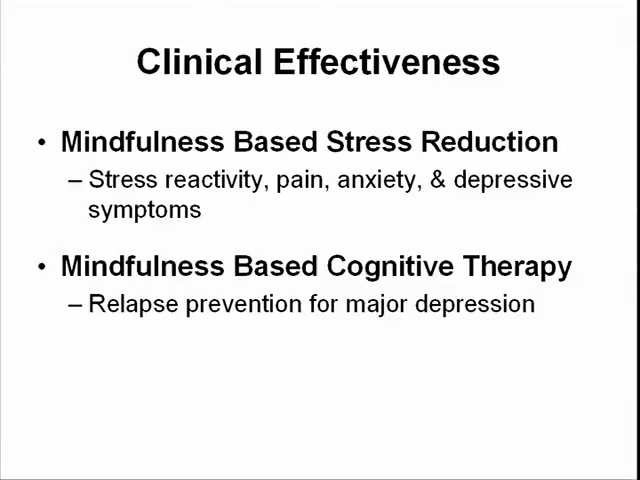 Clinical Effectiveness
• Mindfulness Based Stress Reduction
– Stress reactivity, pain, anxiety, & depressive
symptoms
• Mindfulness Based Cognitive Therapy
– Relapse prevention for major depression